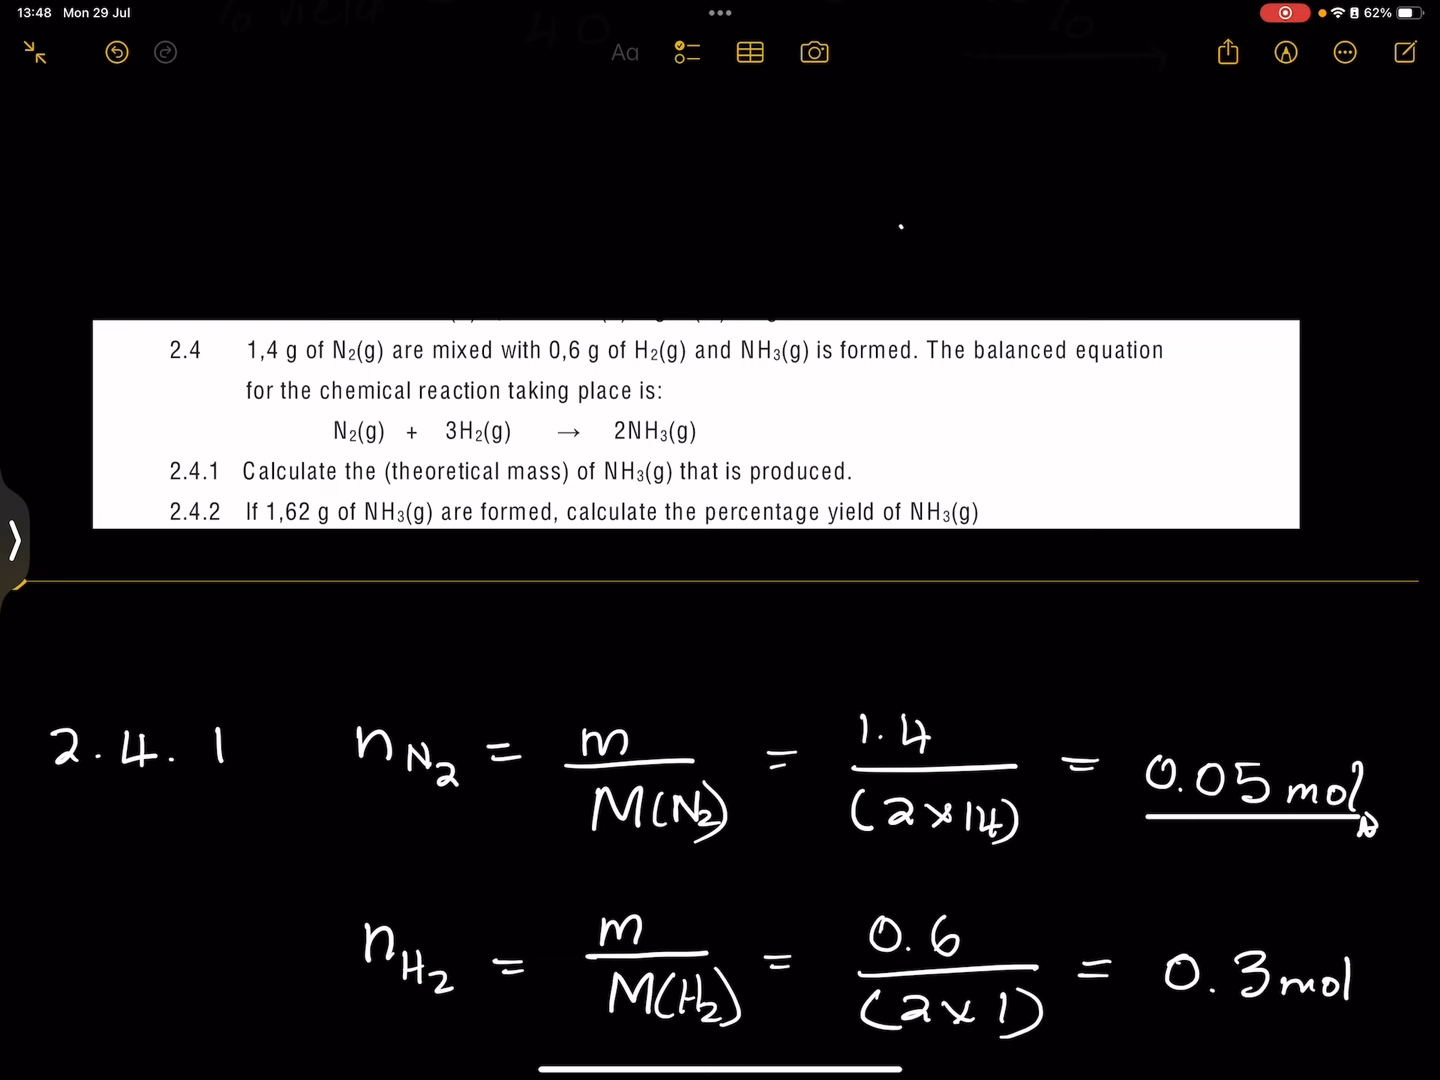 13:48 Mon 29 Jul
62%
% yield
40
%
Aa
2.4 1,4 g of N₂(g) are mixed with 0,6 g of H₂(g) and NH₃(g) is formed. The balanced equation
for the chemical reaction taking place is:
N₂(g) + 3H₂(g) → 2NH₃(g)
2.4.1 Calculate the (theoretical mass) of NH₃(g) that is produced.
2.4.2 If 1,62 g of NH₃(g) are formed, calculate the percentage yield of NH₃(g)
2.4.1 n N₂ = m / M(N₂) = 1.4 / (2×14) = 0.05 mol
n H₂ = m / M(H₂) = 0.6 / (2×1) = 0.3 mol